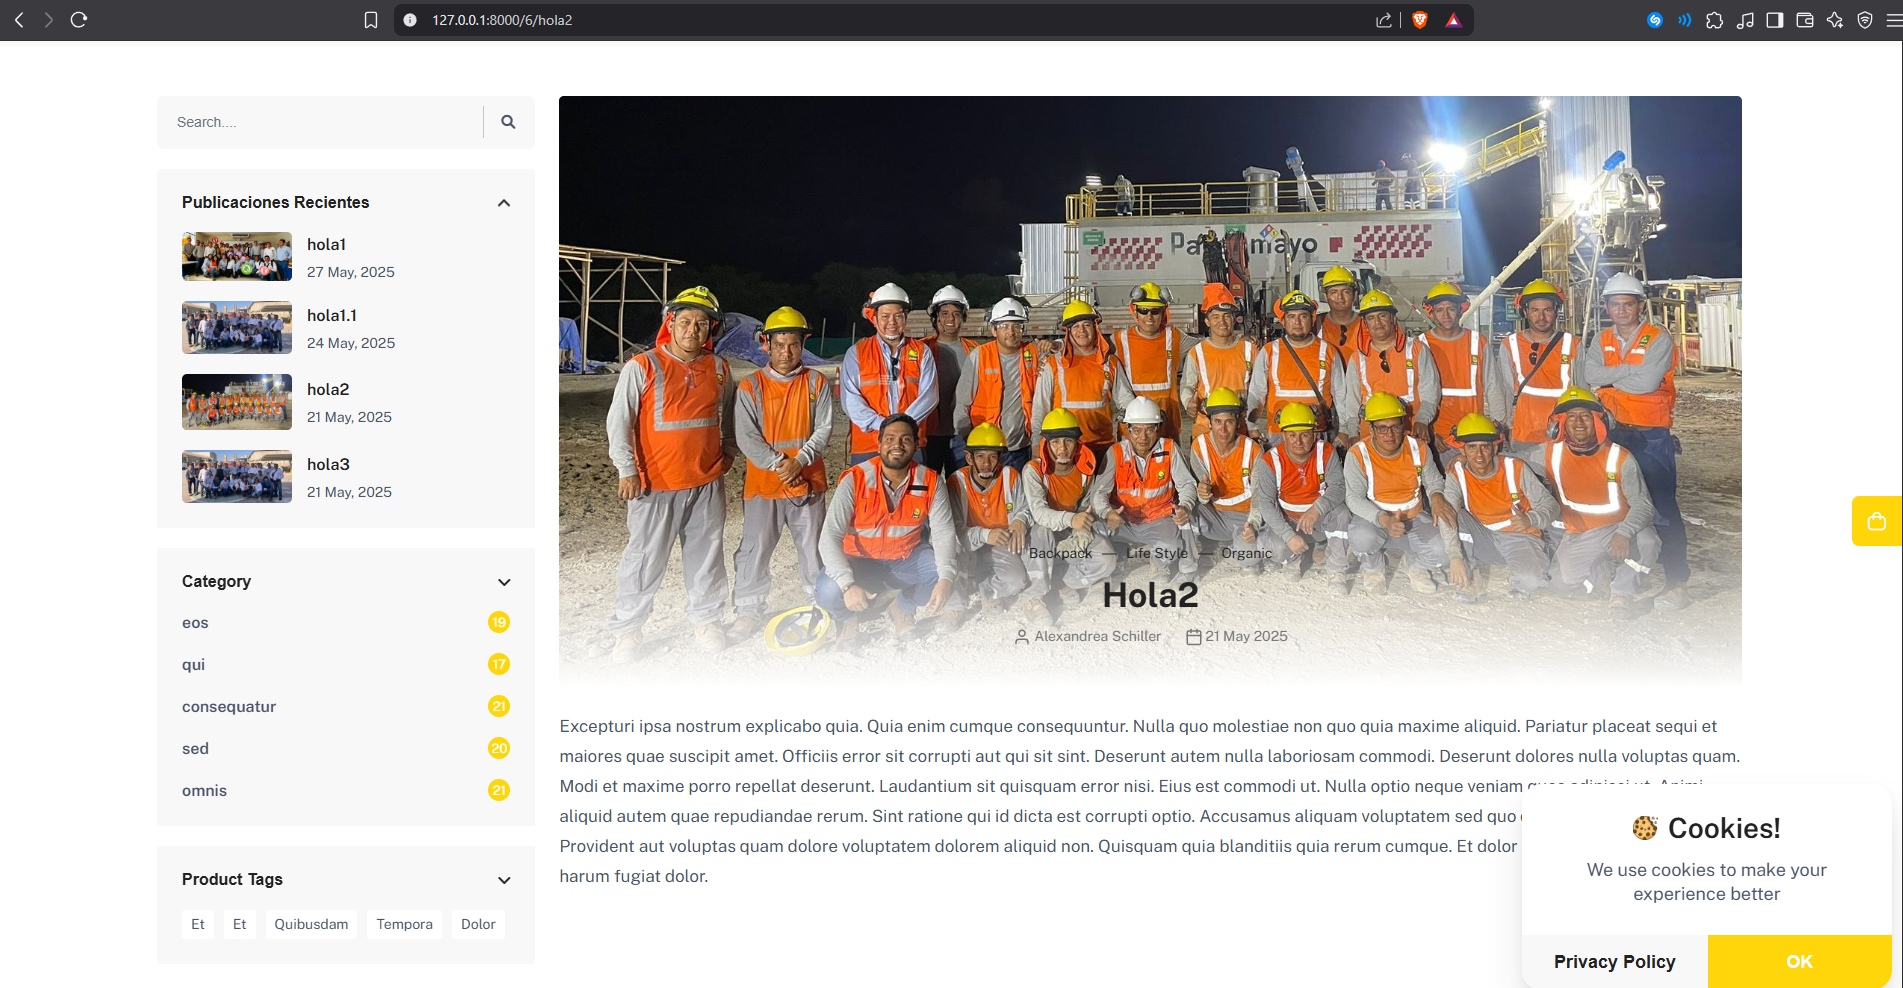 127.0.0.1:8000/6/hola2
Search....
Publicaciones Recientes
hola1
27 May, 2025
hola1.1
24 May, 2025
hola2
21 May, 2025
hola3
21 May, 2025
Category
eos 19
qui 17
consequatur 21
sed 20
omnis 21
Product Tags
Et Et Quibusdam Tempora Dolor
Backpack — Life Style — Organic
Hola2
Alexandrea Schiller 21 May 2025
Excepturi ipsa nostrum explicabo quia. Quia enim cumque consequuntur. Nulla quo molestiae non quo quia maxime aliquid. Pariatur placeat sequi et
maiores quae suscipit amet. Officiis error sit corrupti aut qui sit sint. Deserunt autem nulla laboriosam commodi. Deserunt dolores nulla voluptas quam.
Modi et maxime porro repellat deserunt. Laudantium sit quisquam error nisi. Eius est commodi ut. Nulla optio neque veniam
aliquid autem quae repudiandae rerum. Sint ratione qui id dicta est corrupti optio. Accusamus aliquam voluptatem sed quo
Provident aut voluptas quam dolore voluptatem dolorem aliquid non. Quisquam quia blanditiis quia rerum cumque. Et dolor
harum fugiat dolor.
🍪 Cookies!
We use cookies to make your
experience better
Privacy Policy OK